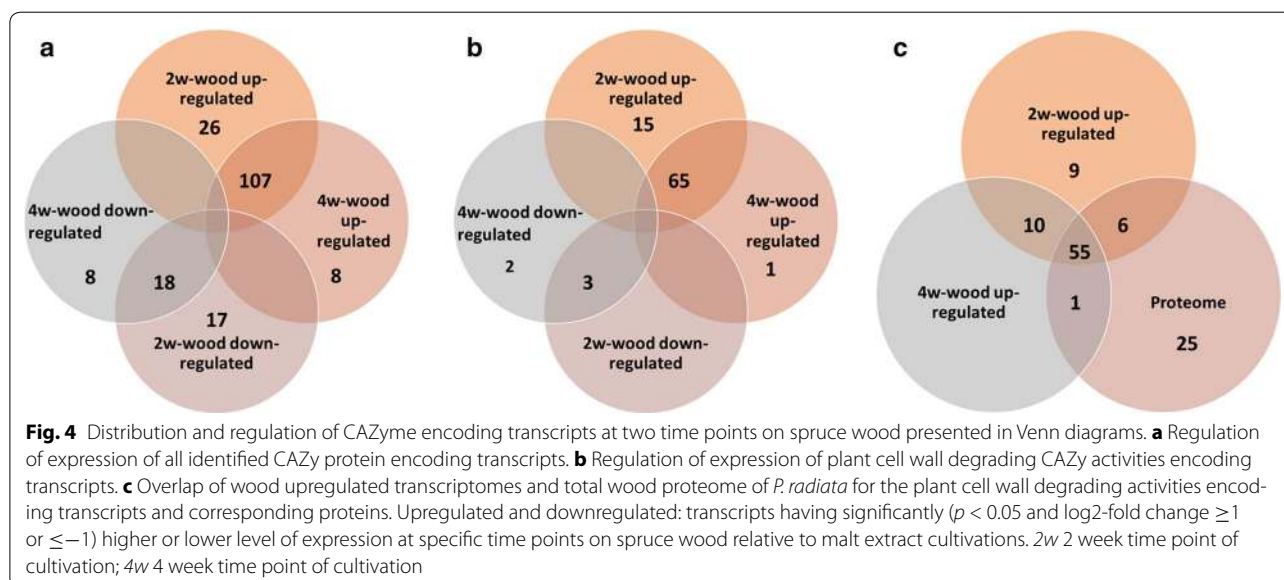 a
2w-wood up-
regulated
26
107
4w-wood down-
regulated
8
18
4w-wood
up-
regulated
8
17
2w-wood down-
regulated
b
2w-wood up-
regulated
15
65
4w-wood down-
regulated
2
3
4w-wood
up-
regulated
1
2w-wood down-
regulated
c
2w-wood up-
regulated
9
10
6
55
4w-wood up-
regulated
1
Proteome
25
Fig. 4 Distribution and regulation of CAZyme encoding transcripts at two time points on spruce wood presented in Venn diagrams. a Regulation
of expression of all identified CAZy protein encoding transcripts. b Regulation of expression of plant cell wall degrading CAZy activities encoding
transcripts. c Overlap of wood upregulated transcriptomes and total wood proteome of P. radiata for the plant cell wall degrading activities encod-
ing transcripts and corresponding proteins. Upregulated and downregulated: transcripts having significantly (p < 0.05 and log2-fold change ≥1
or ≤−1) higher or lower level of expression at specific time points on spruce wood relative to malt extract cultivations. 2w 2 week time point of
cultivation; 4w 4 week time point of cultivation